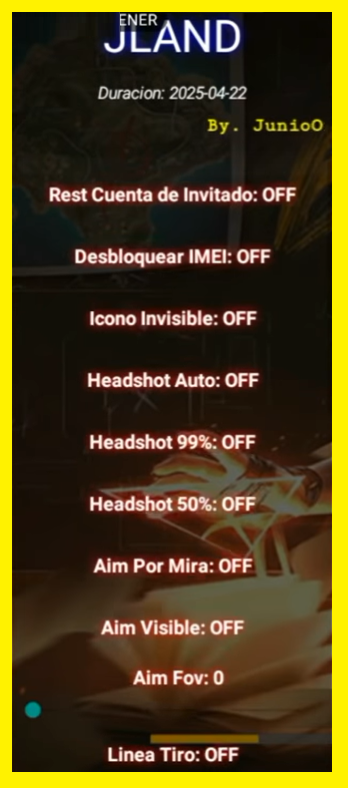 ENER
JLAND
Duracion: 2025-04-22
By. JunioO
Rest Cuenta de Invitado: OFF
Desbloquear IMEI: OFF
Icono Invisible: OFF
Headshot Auto: OFF
Headshot 99%: OFF
Headshot 50%: OFF
Aim Por Mira: OFF
Aim Visible: OFF
Aim Fov: 0
Linea Tiro: OFF